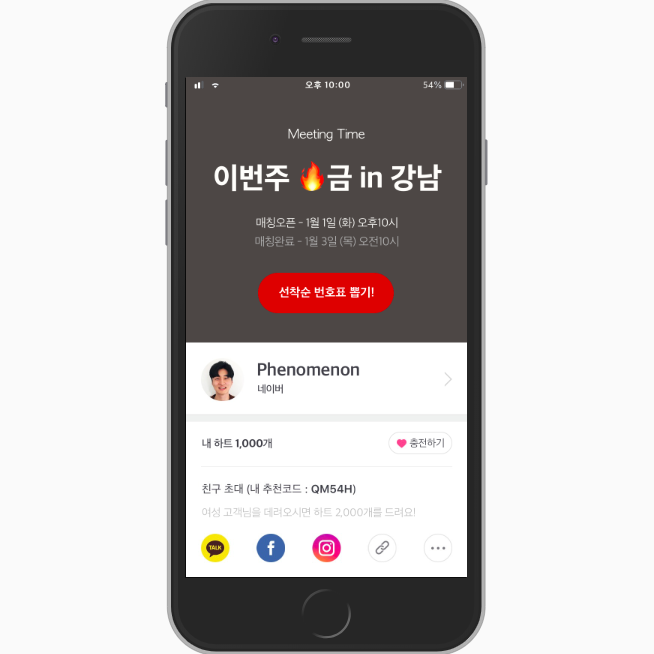 오후 10:00
54%
Meeting Time
이번주 🔥금 in 강남
매칭오픈 - 1월 1일 (화) 오후10시
매칭완료 - 1월 3일 (목) 오전10시
선착순 번호표 뽑기!
Phenomenon
네이버
내 하트 1,000개
충전하기
친구 초대 (내 추천코드 : QM54H)
여성 고객님을 데려오시면 하트 2,000개를 드려요!
TALK